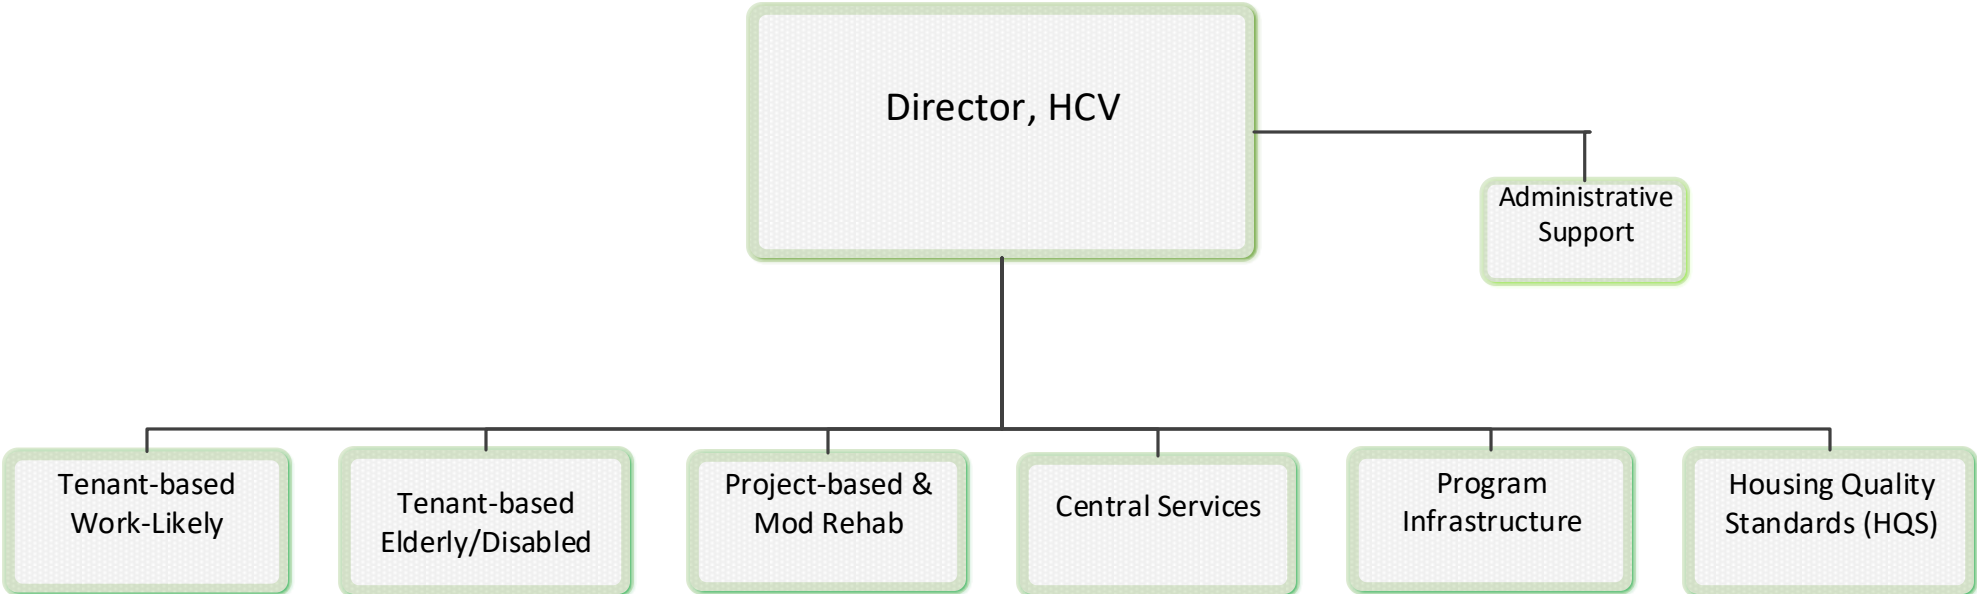 Director, HCV
Administrative
Support
Tenant-based
Work-Likely
Tenant-based
Elderly/Disabled
Project-based &
Mod Rehab
Central Services
Program
Infrastructure
Housing Quality
Standards (HQS)